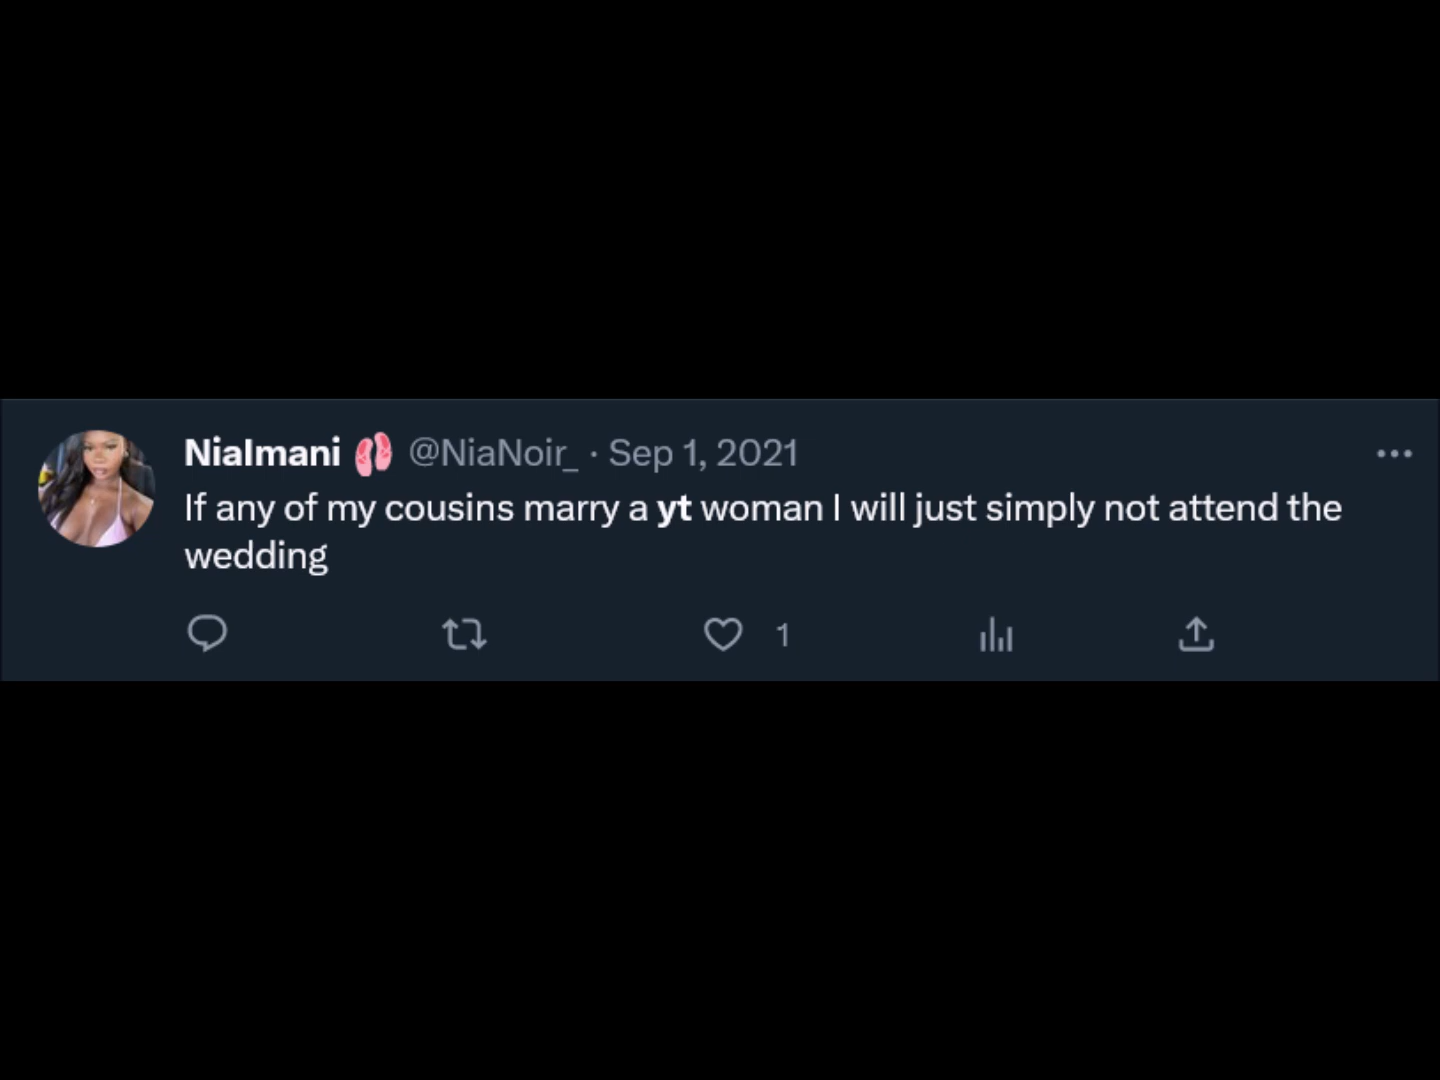 NiaImani 🩰 @NiaNoir_ · Sep 1, 2021
If any of my cousins marry a yt woman I will just simply not attend the
wedding
1